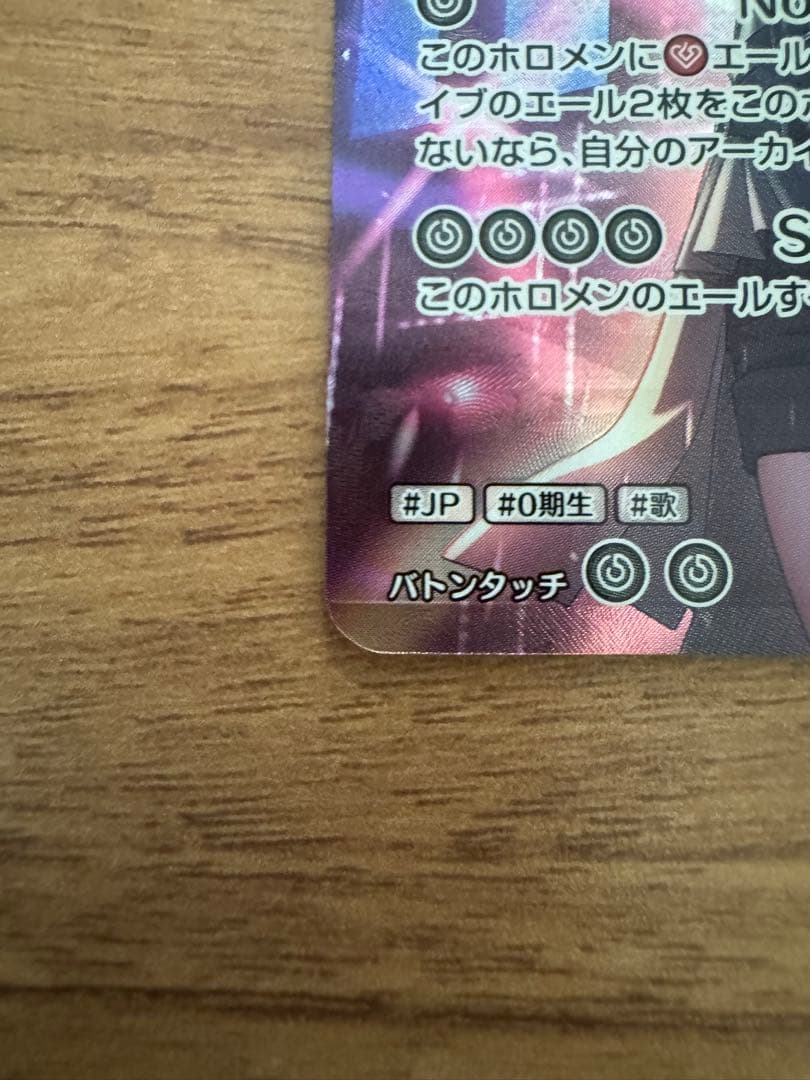 No
このホロメンにエール
イブのエール2枚をこの
ないなら、自分のアーカイ
S
このホロメンのエールず
#JP #0期生 #歌
バトンタッチ